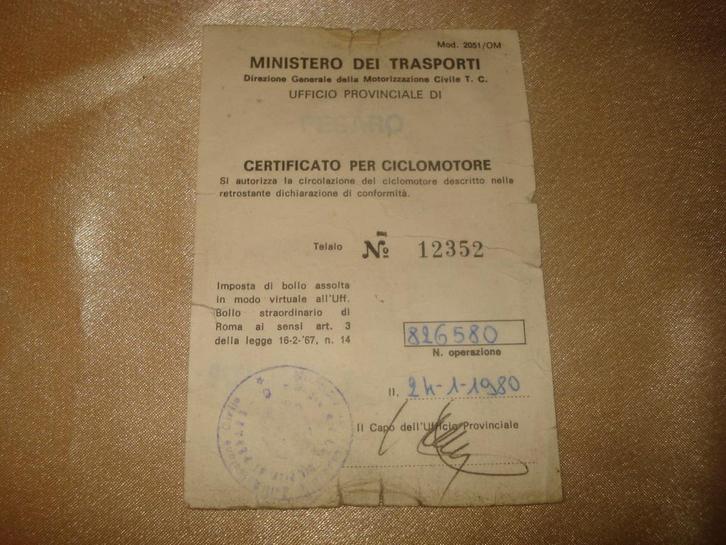 Mod. 2051/OM
MINISTERO DEI TRASPORTI
Direzione Generale della Motorizzazione Civile T. C.
UFFICIO PROVINCIALE DI
PESARO
CERTIFICATO PER CICLOMOTORE
Si autorizza la circolazione del ciclomotore descritto nella
retrostante dichiarazione di conformità.
Telaio № 12352
Imposta di bollo assolta
in modo virtuale all'Uff.
Bollo straordinario di
Roma ai sensi art. 3
della legge 16-2-'67, n. 14
826580
N. operazione
Il, 24-1-1980
Il Capo dell'Ufficio Provinciale